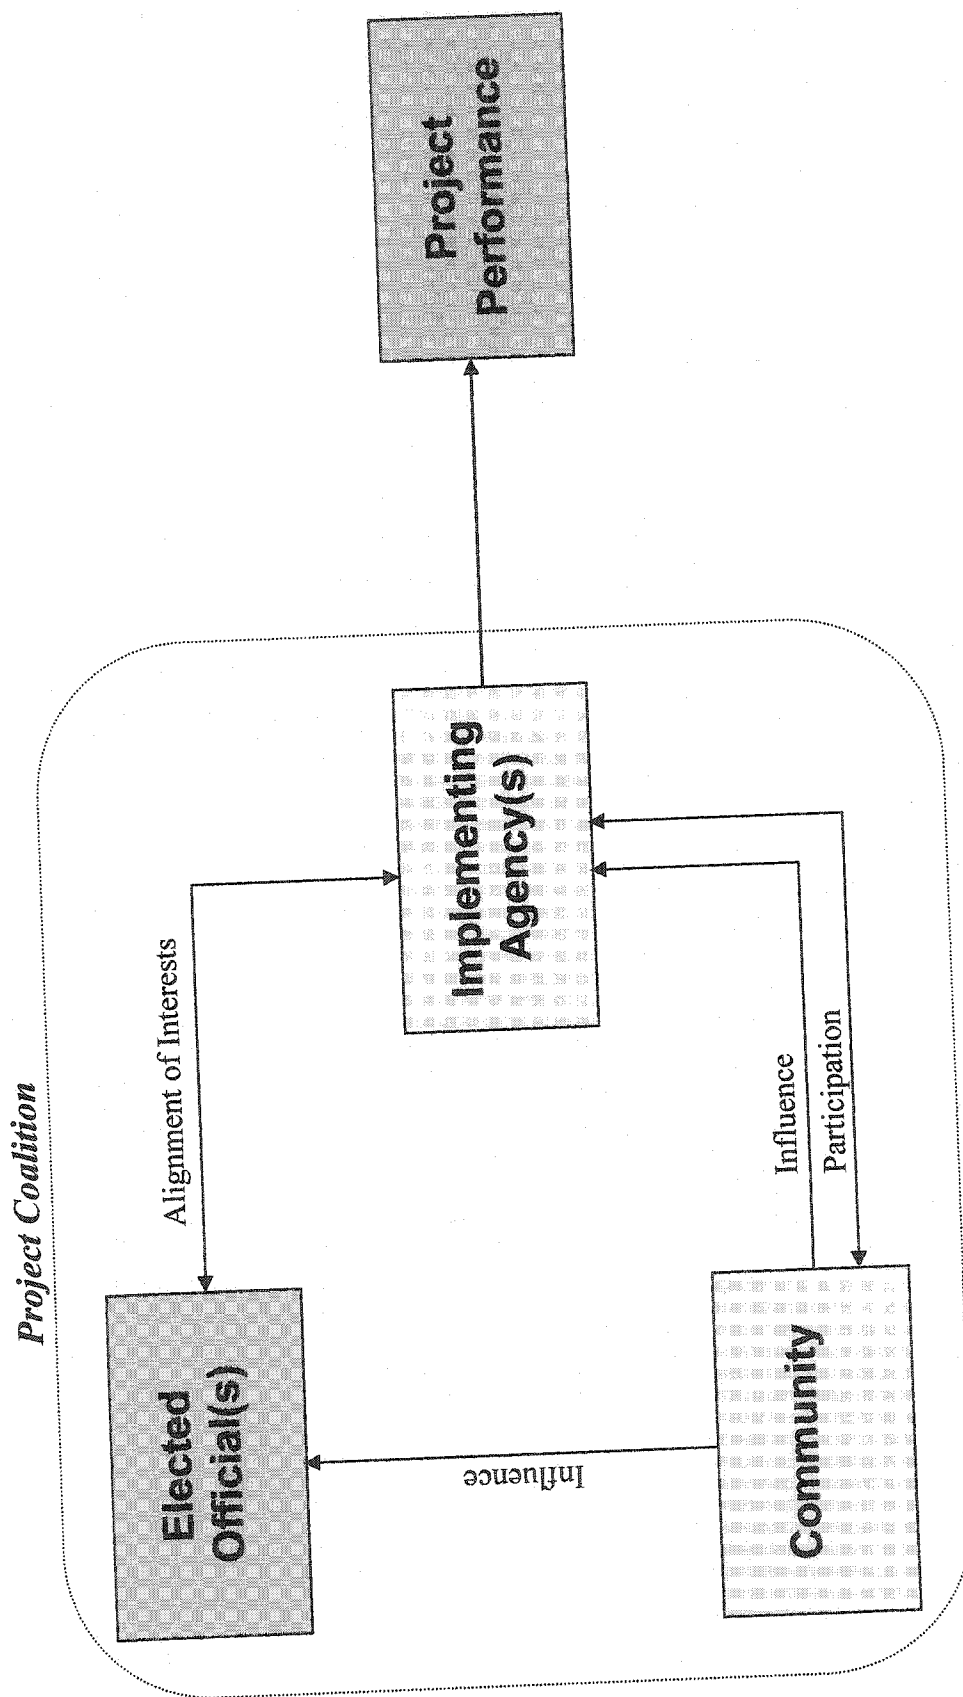 Project Coalition
Elected
Official(s)
Alignment of Interests
Implementing
Agency(s)
Project
Performance
Influence
Influence
Participation
Community